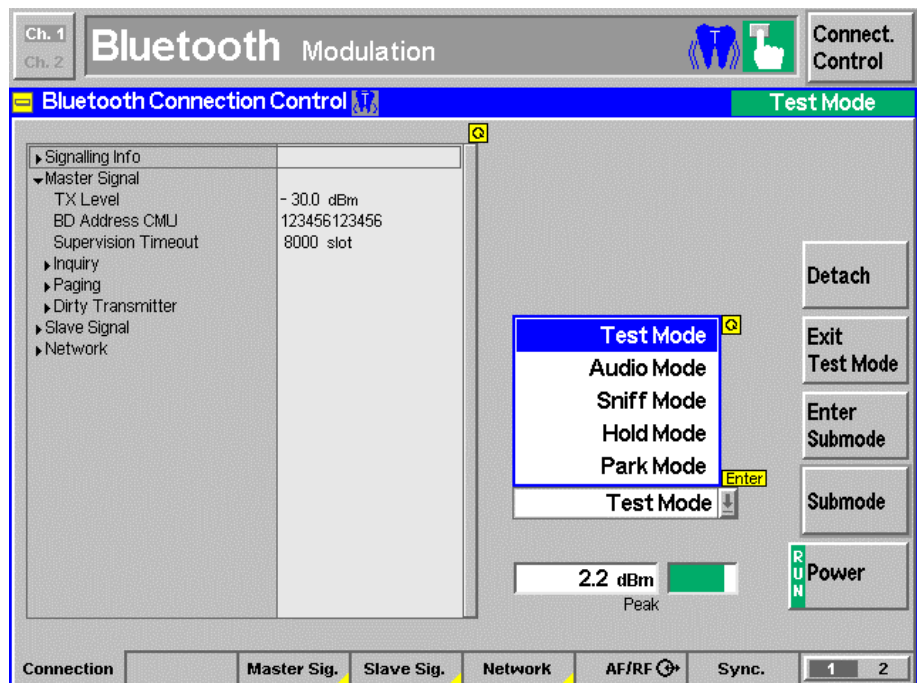 Ch. 1
Ch. 2
Bluetooth Modulation
T
Connect.
Control
Bluetooth Connection Control
T
Test Mode
Signalling Info
Master Signal
TX Level - 30.0 dBm
BD Address CMU 123456123456
Supervision Timeout 8000 slot
Inquiry
Paging
Dirty Transmitter
Slave Signal
Network
Test Mode
Audio Mode
Sniff Mode
Hold Mode
Park Mode
Enter
Test Mode
2.2 dBm
Peak
Detach
Exit
Test Mode
Enter
Submode
Submode
RUN
Power
Connection Master Sig. Slave Sig. Network AF/RF Sync. 1 2